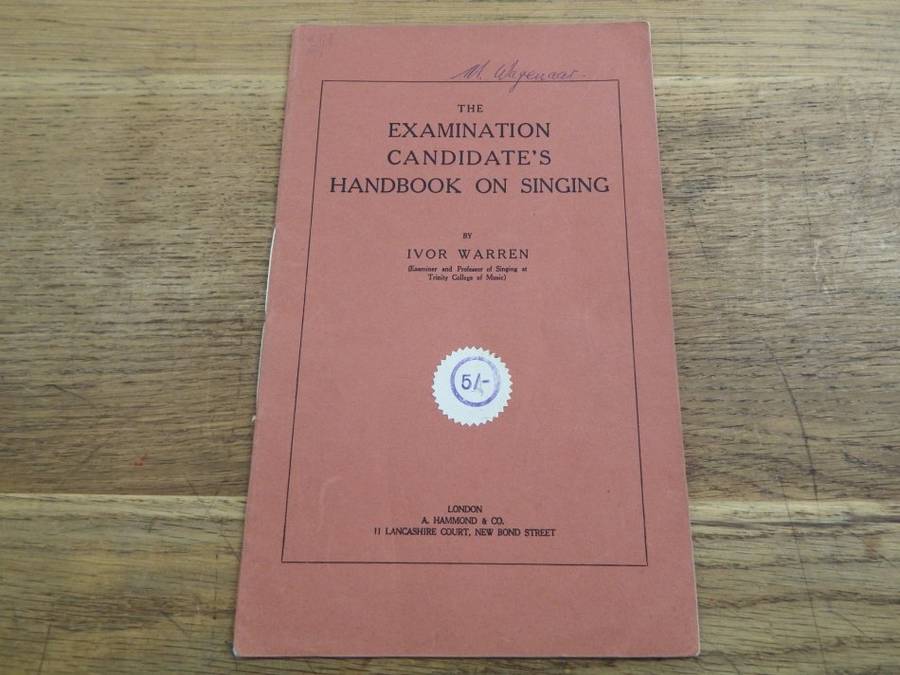 M. Wagenaar.
THE
EXAMINATION
CANDIDATE'S
HANDBOOK ON SINGING
BY
IVOR WARREN
(Examiner and Professor of Singing at
Trinity College of Music)
5/-
LONDON
A. HAMMOND & CO.
11 LANCASHIRE COURT, NEW BOND STREET